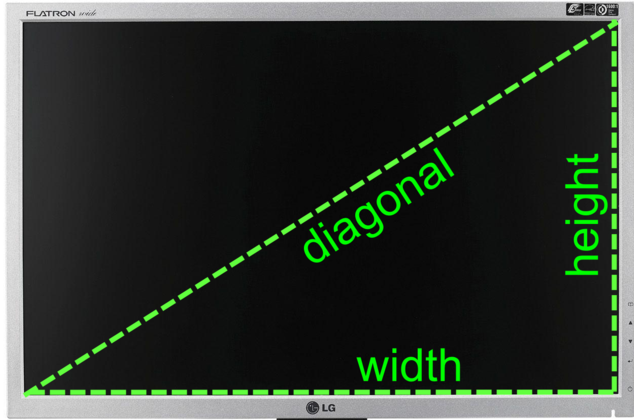 FLATRON wide
diagonal
height
width
LG